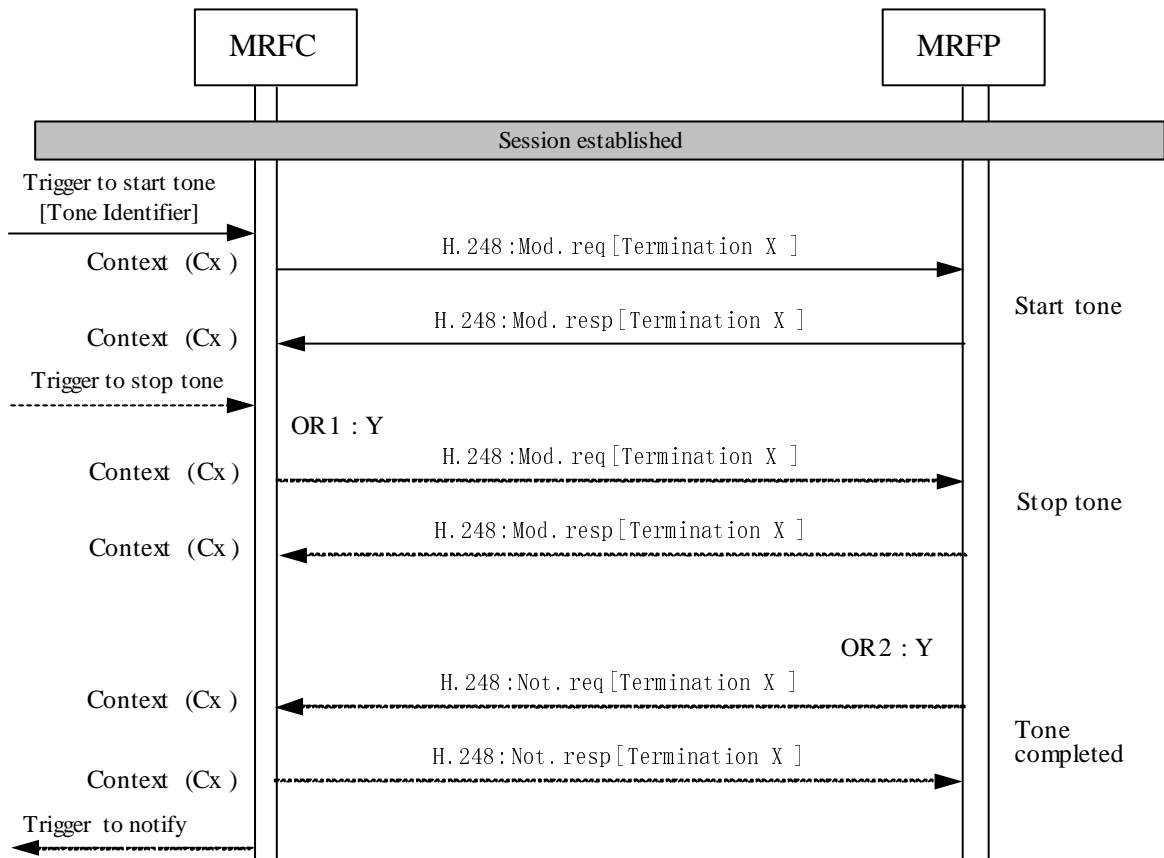 MRFC
MRFP
Session established
Trigger to start tone
[Tone Identifier]
H.248:Mod.req[Termination X ]
Context (Cx )
Start tone
H.248:Mod.resp[Termination X ]
Context (Cx )
Trigger to stop tone
OR1 : Y
H.248:Mod.req[Termination X ]
Context (Cx )
Stop tone
H.248:Mod.resp[Termination X ]
Context (Cx )
OR2 : Y
H.248:Not.req[Termination X ]
Context (Cx )
Tone
completed
H.248:Not.resp[Termination X ]
Context (Cx )
Trigger to notify